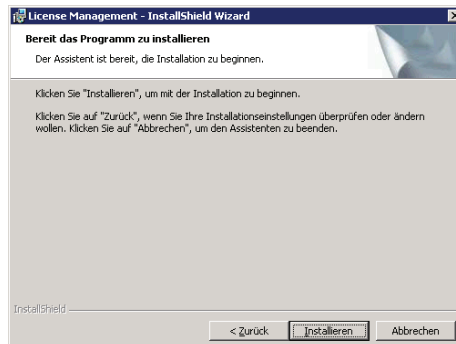 License Management - InstallShield Wizard
Bereit das Programm zu installieren
Der Assistent ist bereit, die Installation zu beginnen.
Klicken Sie "Installieren", um mit der Installation zu beginnen.
Klicken Sie auf "Zurück", wenn Sie Ihre Installationseinstellungen überprüfen oder ändern
wollen. Klicken Sie auf "Abbrechen", um den Assistenten zu beenden.
InstallShield
< Zurück Installieren Abbrechen